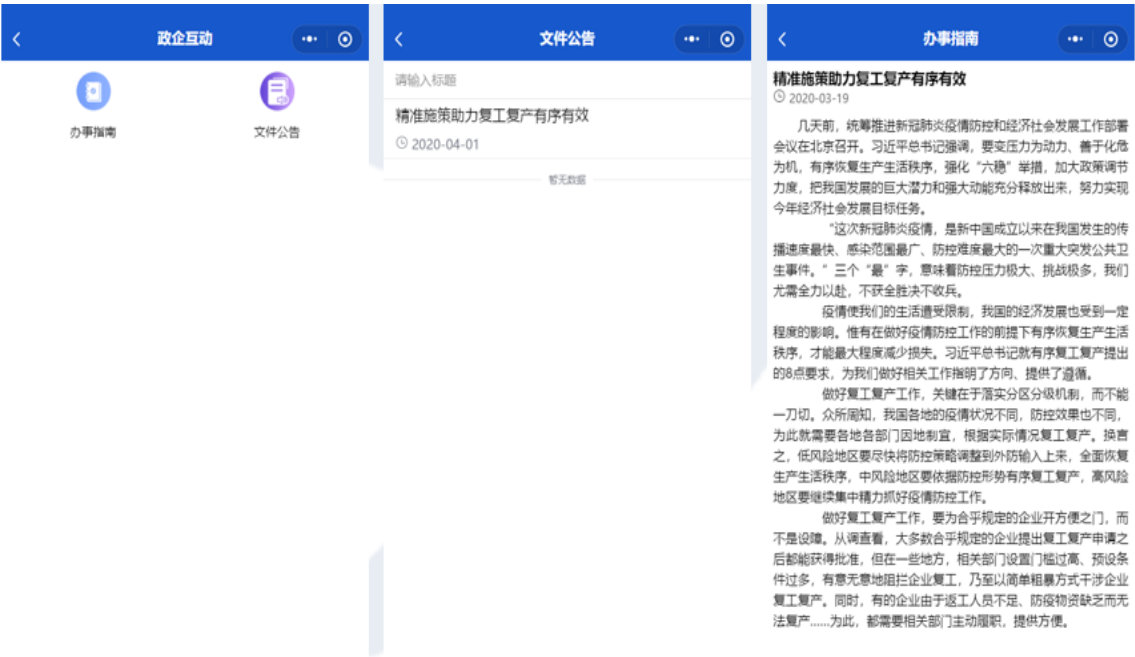 政企互动
办事指南
文件公告
文件公告
请输入标题
精准施策助力复工复产有序有效
2020-04-01
暂无数据
办事指南
精准施策助力复工复产有序有效
2020-03-19
几天前，统筹推进新冠肺炎疫情防控和经济社会发展工作部署
会议在北京召开。习近平总书记强调，要变压力为动力、善于化危
为机，有序恢复生产生活秩序，强化“六稳”举措，加大政策调节
力度，把我国发展的巨大潜力和强大动能充分释放出来，努力实现
今年经济社会发展目标任务。
“这次新冠肺炎疫情，是新中国成立以来在我国发生的传
播速度最快、感染范围最广、防控难度最大的一次重大突发公共卫
生事件。”三个“最”字，意味着防控压力极大、挑战极多，我们
尤需全力以赴，不获全胜决不收兵。
疫情使我们的生活遭受限制，我国的经济发展也受到一定
程度的影响。惟有在做好疫情防控工作的前提下有序恢复生产生活
秩序，才能最大程度减少损失。习近平总书记就有序复工复产提出
的8点要求，为我们做好相关工作指明了方向、提供了遵循。
做好复工复产工作，关键在于落实分区分级机制，而不能
一刀切。众所周知，我国各地的疫情状况不同，防控效果也不同，
为此就需要各地各部门因地制宜，根据实际情况复工复产。换言
之，低风险地区要尽快将防控策略调整到外防输入上来，全面恢复
生产生活秩序，中风险地区要依据防控形势有序复工复产，高风险
地区要继续集中精力抓好疫情防控工作。
做好复工复产工作，要为合乎规定的企业开方便之门，而
不是设障。从调查看，大多数合乎规定的企业提出复工复产申请之
后都能获得批准，但在一些地方，相关部门设置门槛过高、预设条
件过多，有意无意地阻拦企业复工，乃至以简单粗暴方式干涉企业
复工复产。同时，有的企业由于返工人员不足、防疫物资缺乏而无
法复产......为此，都需要相关部门主动履职，提供方便。